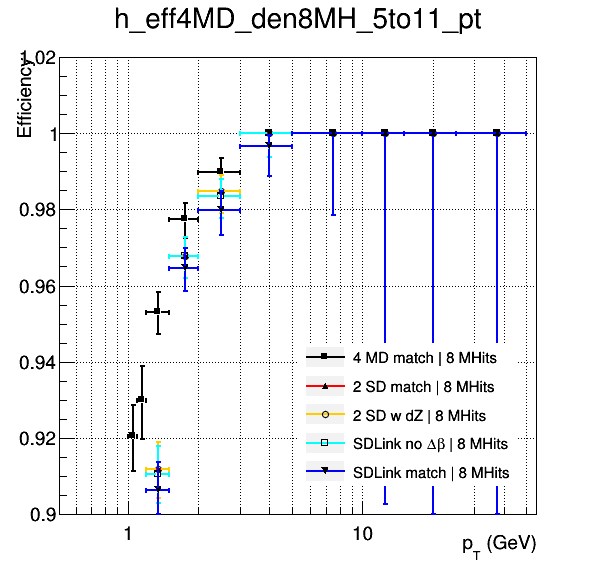 h_eff4MD_den8MH_5to11_pt
Efficiency
1.02
1
0.98
0.96
0.94
0.92
0.9
4 MD match | 8 MHits
2 SD match | 8 MHits
2 SD w dZ | 8 MHits
SDLink no Δβ | 8 MHits
SDLink match | 8 MHits
1
10
p_T (GeV)